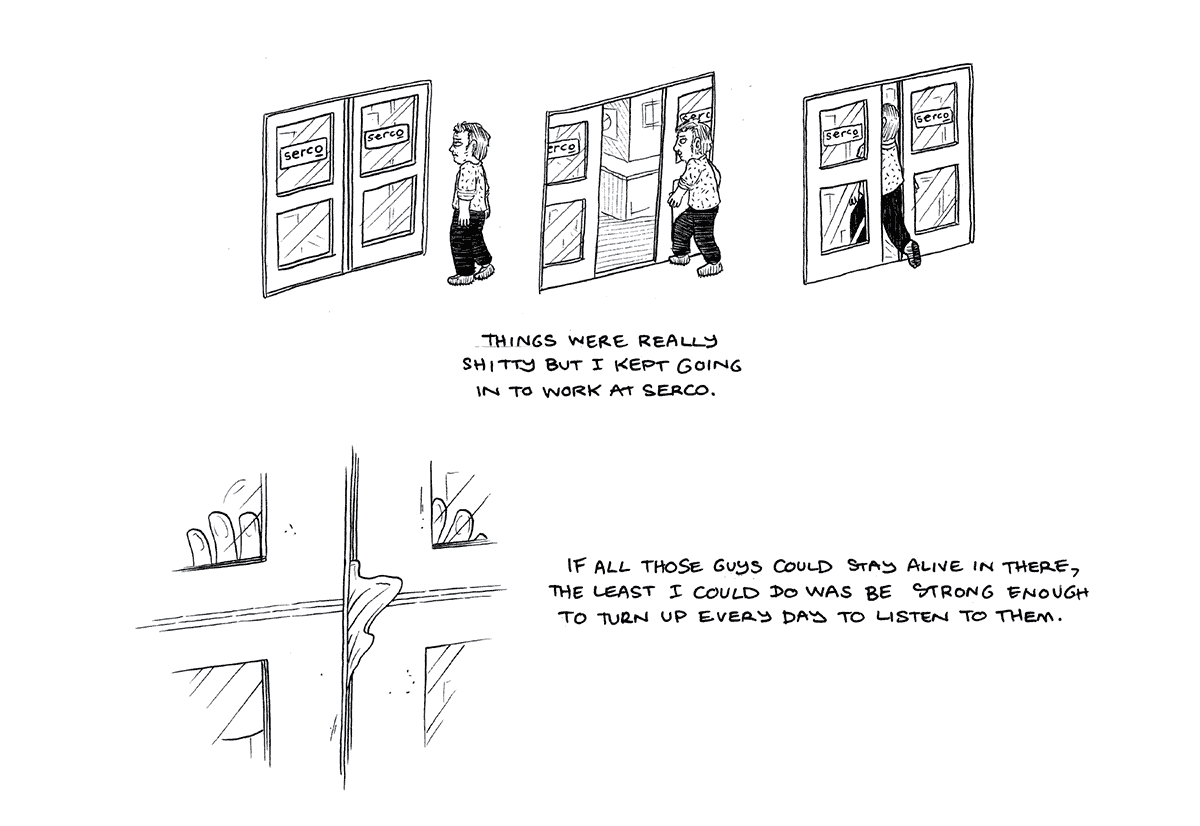 serco
serco
erco
serc
serco
serco
THINGS WERE REALLY
SHITTY BUT I KEPT GOING
IN TO WORK AT SERCO.
IF ALL THOSE GUYS COULD STAY ALIVE IN THERE,
THE LEAST I COULD DO WAS BE STRONG ENOUGH
TO TURN UP EVERY DAY TO LISTEN TO THEM.